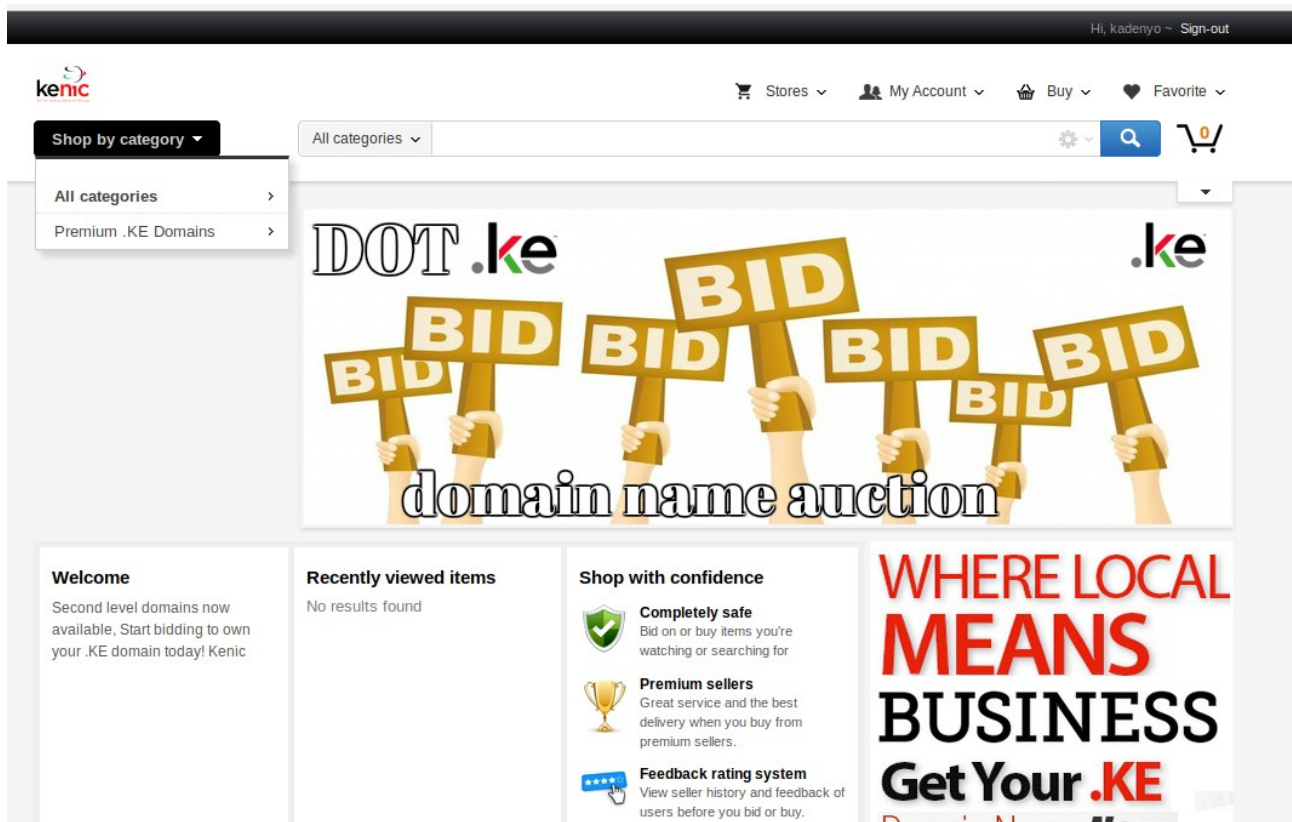 Hi, kadenyo ~ Sign-out
kenic
Stores
My Account
Buy
Favorite
Shop by category
All categories
0
All categories
Premium .KE Domains
DOT .ke
.ke
BID
BID
BID
BID
BID
BID
BID
domain name auction
Welcome
Second level domains now
available, Start bidding to own
your .KE domain today! Kenic
Recently viewed items
No results found
Shop with confidence
Completely safe
Bid on or buy items you're
watching or searching for
Premium sellers
Great service and the best
delivery when you buy from
premium sellers.
Feedback rating system
View seller history and feedback of
users before you bid or buy.
WHERE LOCAL
MEANS
BUSINESS
Get Your .KE